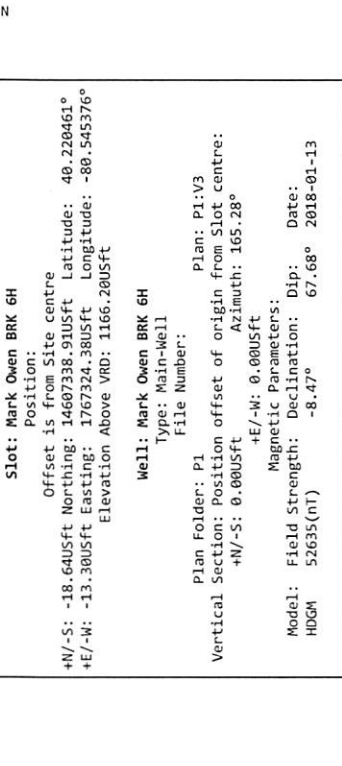 N
Slot: Mark Owen BRK 6H
Position:
Offset is from Site centre
+N/-S: -18.64USft Northing: 14607338.91USft Latitude: 40.220461°
+E/-W: -13.30USft Easting: 1767324.38USft Longitude: -80.545376°
Elevation Above VRD: 1166.20USft
Well: Mark Owen BRK 6H
Type: Main-Well
File Number:
Plan Folder: P1 Plan: P1:V3
Vertical Section: Position offset of origin from Slot centre:
+N/-S: 0.00USft Azimuth: 165.28°
+E/-W: 0.00USft
Magnetic Parameters:
Model: Field Strength: Declination: Dip: Date:
HDGM 52635(nT) -8.47° 67.68° 2018-01-13